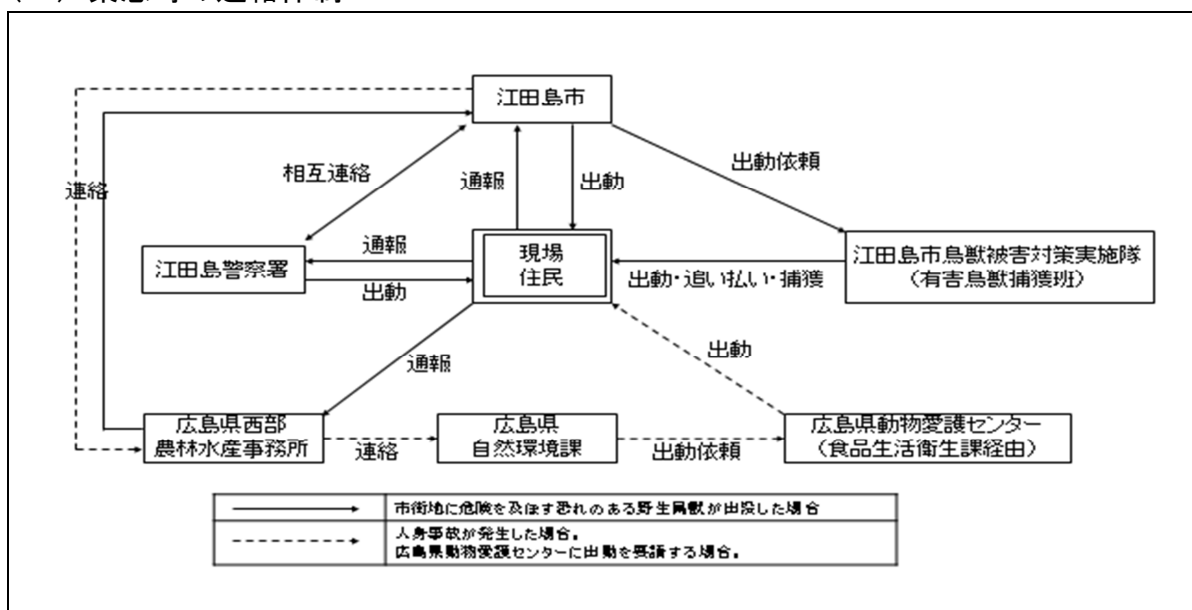 江田島市
出動依頼
相互連絡
連絡
通報
出動
江田島警察署
通報
出動
現場
住民
出動・追い払い・捕獲
江田島市鳥獣被害対策実施隊
(有害鳥獣捕獲班)
通報
出動
広島県西部
農林水産事務所
連絡
広島県
自然環境課
出動依頼
広島県動物愛護センター
(食品生活衛生課経由)
市街地に危険を及ぼす恐れのある野生鳥獣が出没した場合
人身事故が発生した場合。
広島県動物愛護センターに出動を要請する場合。